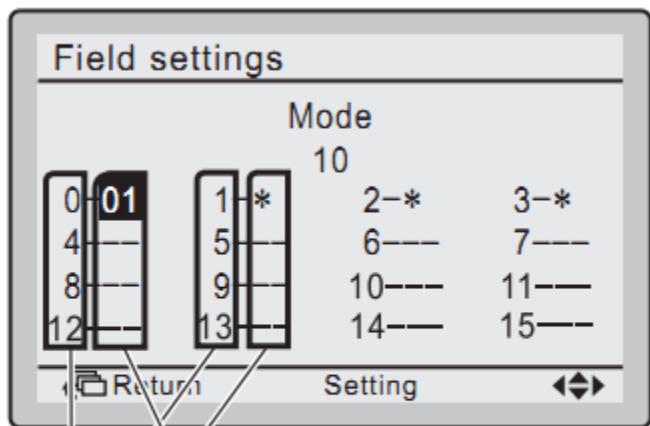 Field settings
Mode
10
0-01 1-* 2-* 3-*
4--- 5--- 6--- 7---
8--- 9--- 10--- 11---
12--- 13--- 14--- 15---
Return Setting